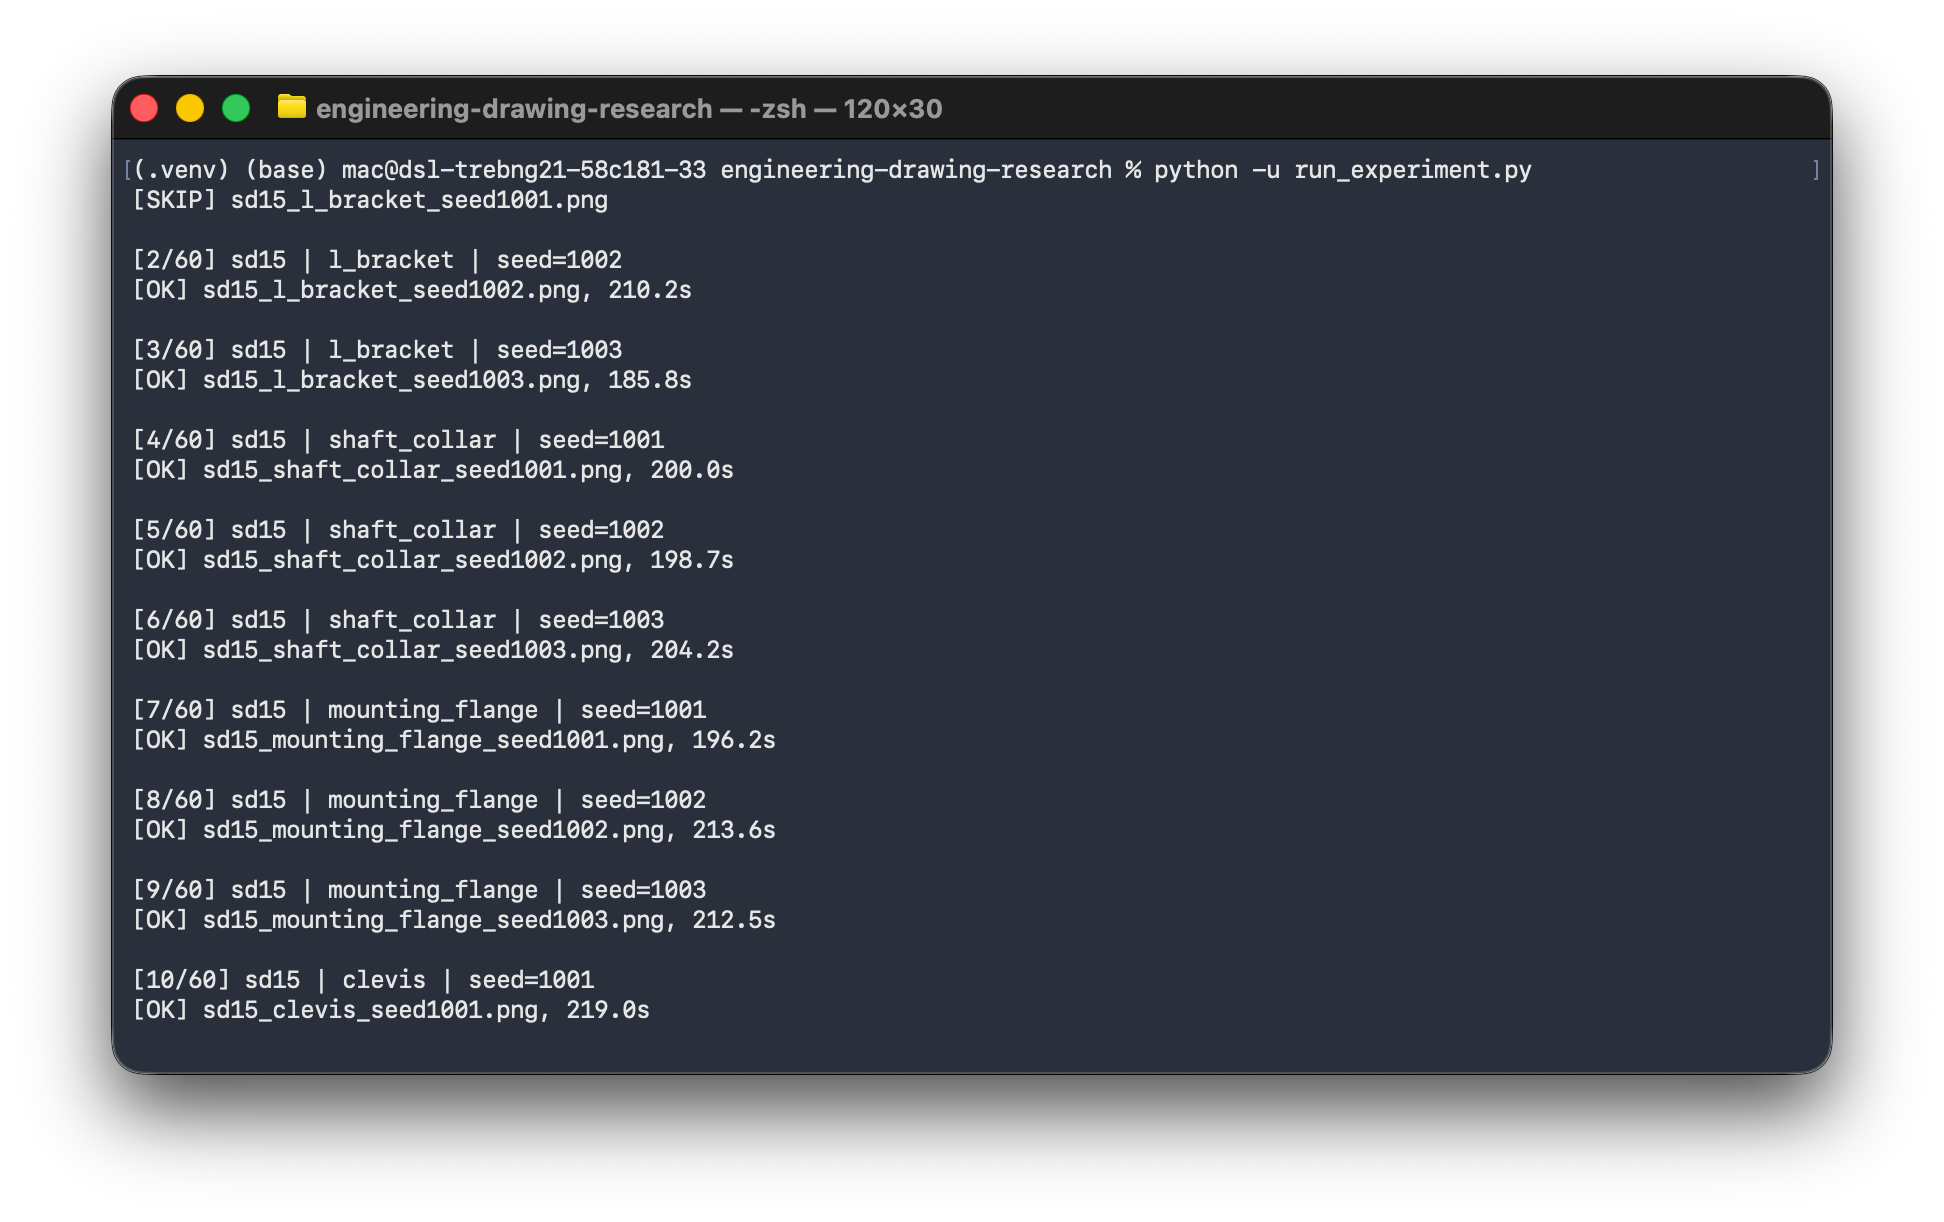 engineering-drawing-research — -zsh — 120×30
[(.venv) (base) mac@dsl-trebng21-58c181-33 engineering-drawing-research % python -u run_experiment.py ]
[SKIP] sd15_l_bracket_seed1001.png
[2/60] sd15 | l_bracket | seed=1002
[OK] sd15_l_bracket_seed1002.png, 210.2s
[3/60] sd15 | l_bracket | seed=1003
[OK] sd15_l_bracket_seed1003.png, 185.8s
[4/60] sd15 | shaft_collar | seed=1001
[OK] sd15_shaft_collar_seed1001.png, 200.0s
[5/60] sd15 | shaft_collar | seed=1002
[OK] sd15_shaft_collar_seed1002.png, 198.7s
[6/60] sd15 | shaft_collar | seed=1003
[OK] sd15_shaft_collar_seed1003.png, 204.2s
[7/60] sd15 | mounting_flange | seed=1001
[OK] sd15_mounting_flange_seed1001.png, 196.2s
[8/60] sd15 | mounting_flange | seed=1002
[OK] sd15_mounting_flange_seed1002.png, 213.6s
[9/60] sd15 | mounting_flange | seed=1003
[OK] sd15_mounting_flange_seed1003.png, 212.5s
[10/60] sd15 | clevis | seed=1001
[OK] sd15_clevis_seed1001.png, 219.0s